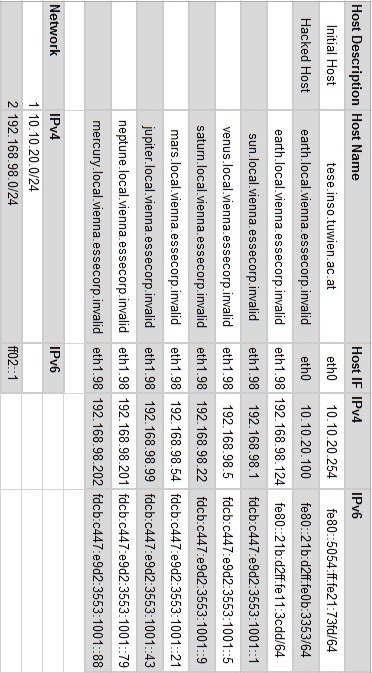 Host Description Host Name Host IF IPv4 IPv6
Initial Host tese.inso.tuwien.ac.at eth0 10.10.20.254 fe80::5054:ff:fe21:73fd/64
Hacked Host earth.local.vienna.essecorp.invalid eth0 10.10.20.100 fe80::21b:d2ff:fe0b:3353/64
earth.local.vienna.essecorp.invalid eth1.98 192.168.98.124 fe80::21b:d2ff:fe11:3cdd/64
sun.local.vienna.essecorp.invalid eth1.98 192.168.98.1 fdcb:c447:e9d2:3553:1001::1
venus.local.vienna.essecorp.invalid eth1.98 192.168.98.5 fdcb:c447:e9d2:3553:1001::5
saturn.local.vienna.essecorp.invalid eth1.98 192.168.98.22 fdcb:c447:e9d2:3553:1001::9
mars.local.vienna.essecorp.invalid eth1.98 192.168.98.54 fdcb:c447:e9d2:3553:1001::21
jupiter.local.vienna.essecorp.invalid eth1.98 192.168.98.99 fdcb:c447:e9d2:3553:1001::43
neptune.local.vienna.essecorp.invalid eth1.98 192.168.98.201 fdcb:c447:e9d2:3553:1001::79
mercury.local.vienna.essecorp.invalid eth1.98 192.168.98.202 fdcb:c447:e9d2:3553:1001::88
Network IPv4 IPv6
1 10.10.20.0/24
2 192.168.98.0/24 ff02::1